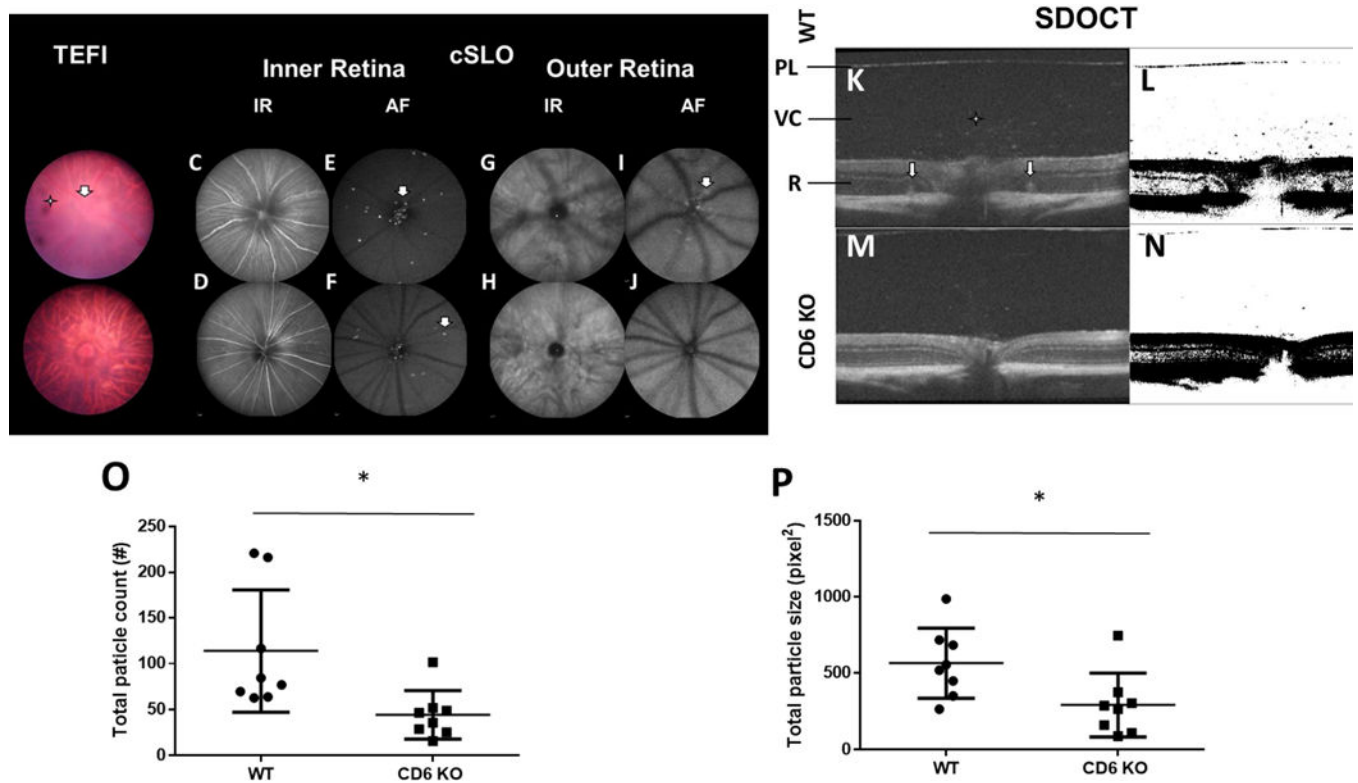 TEFI
cSLO
Inner Retina
Outer Retina
IR
AF
IR
AF
C
E
G
I
D
F
H
J
SDOCT
WT
PL
VC
R
K
L
CD6 KO
M
N
O
*
Total paticle count (#)
250
200
150
100
50
0
WT
CD6 KO
P
*
Total particle size (pixel²)
1500
1000
500
0
WT
CD6 KO